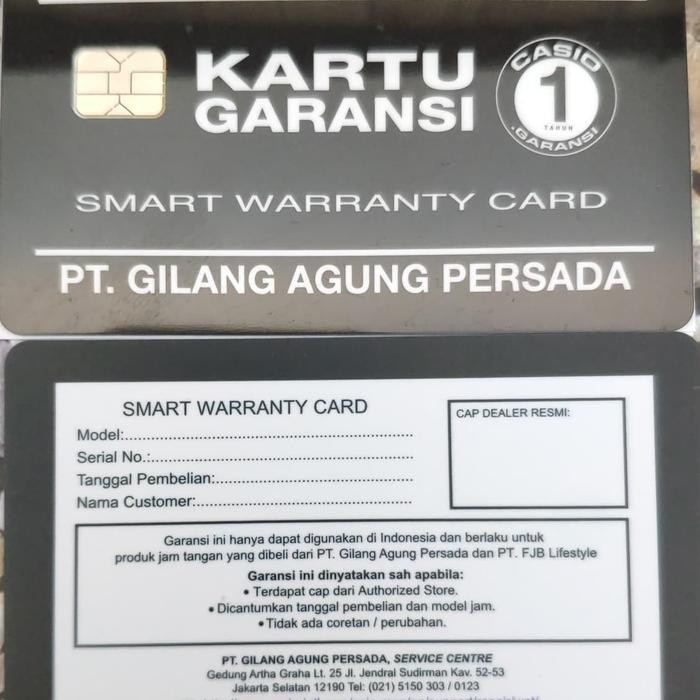 KARTU
GARANSI
CASIO
1
TAHUN
GARANSI
SMART WARRANTY CARD
PT. GILANG AGUNG PERSADA
SMART WARRANTY CARD
Model:
Serial No.:
Tanggal Pembelian:
Nama Customer:
CAP DEALER RESMI:
Garansi ini hanya dapat digunakan di Indonesia dan berlaku untuk
produk jam tangan yang dibeli dari PT. Gilang Agung Persada dan PT. FJB Lifestyle
Garansi ini dinyatakan sah apabila:
• Terdapat cap dari Authorized Store.
• Dicantumkan tanggal pembelian dan model jam.
• Tidak ada coretan / perubahan.
PT. GILANG AGUNG PERSADA, SERVICE CENTRE
Gedung Artha Graha Lt. 25 Jl. Jendral Sudirman Kav. 52-53
Jakarta Selatan 12190 Tel: (021) 5150 303 / 0123